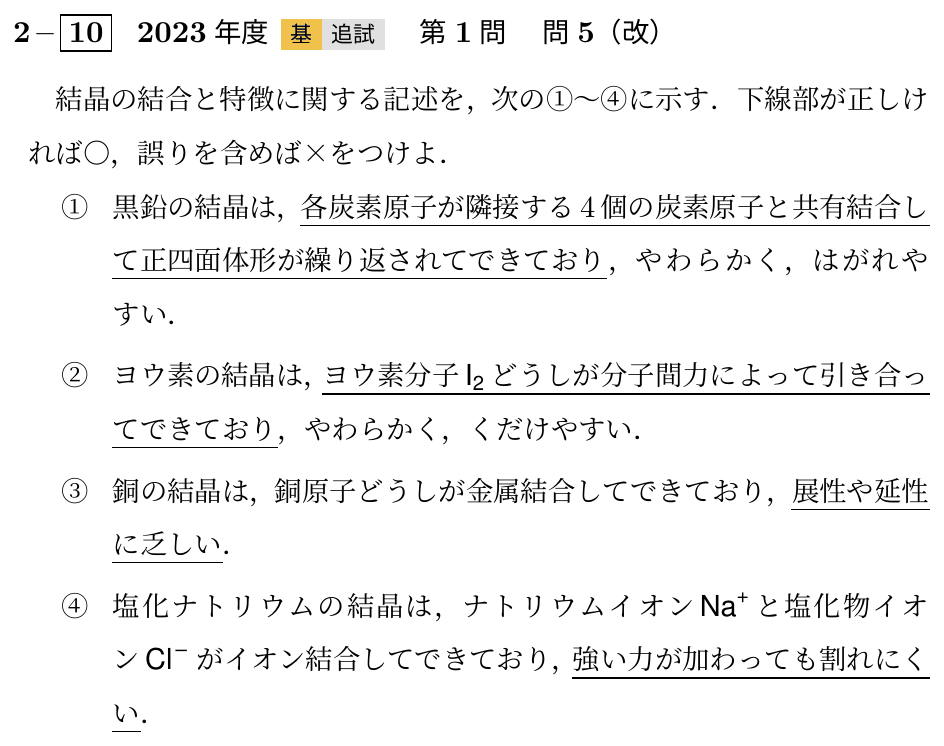 2－10 2023 年度 基 追試 第 1 問 問 5（改）
結晶の結合と特徴に関する記述を，次の①～④に示す．下線部が正しけ
れば○，誤りを含めば×をつけよ．
① 黒鉛の結晶は，各炭素原子が隣接する 4 個の炭素原子と共有結合し
て正四面体形が繰り返されてできており，やわらかく，はがれや
すい．
② ヨウ素の結晶は，ヨウ素分子 I₂ どうしが分子間力によって引き合っ
てできており，やわらかく，くだけやすい．
③ 銅の結晶は，銅原子どうしが金属結合してできており，展性や延性
に乏しい．
④ 塩化ナトリウムの結晶は，ナトリウムイオン Na⁺ と塩化物イオ
ン Cl⁻ がイオン結合してできており，強い力が加わっても割れにく
い．